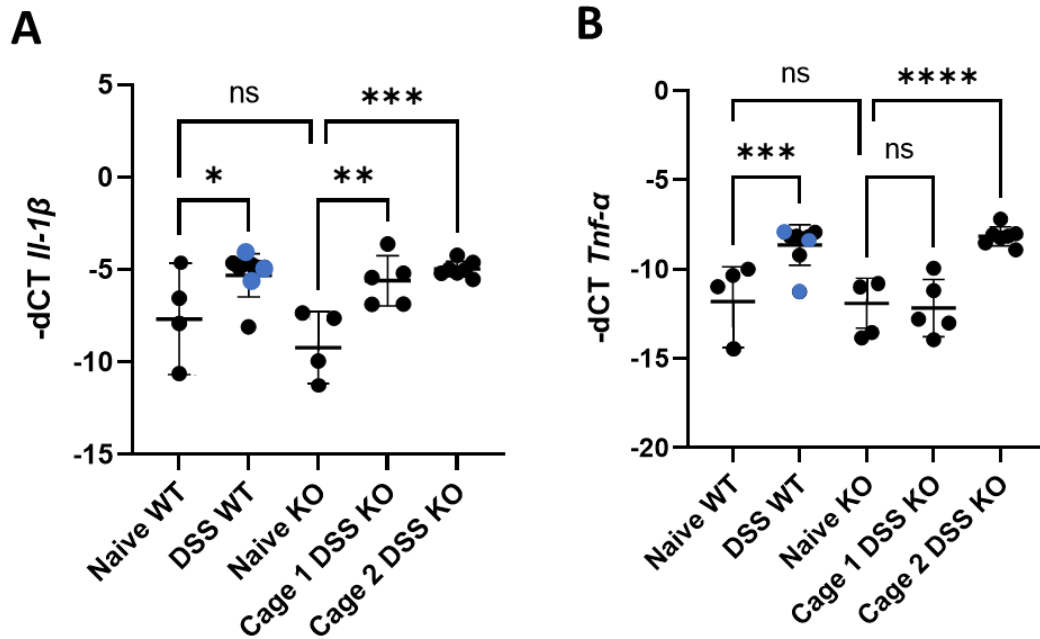 A
-dCT Il-1β
5
0
-5
-10
-15
ns
***
*
**
Naive WT
DSS WT
Naive KO
Cage 1 DSS KO
Cage 2 DSS KO
B
-dCT Tnf-α
0
-5
-10
-15
-20
ns
****
***
ns
Naive WT
DSS WT
Naive KO
Cage 1 DSS KO
Cage 2 DSS KO